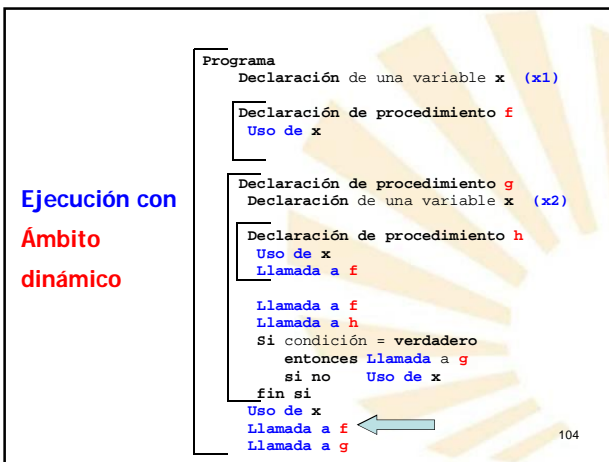 Programa
Declaración de una variable x (x1)
Declaración de procedimiento f
Uso de x
Declaración de procedimiento g
Declaración de una variable x (x2)
Declaración de procedimiento h
Uso de x
Llamada a f
Llamada a f
Llamada a h
Si condición = verdadero
entonces Llamada a g
si no Uso de x
fin si
Uso de x
Llamada a f
Llamada a g
Ejecución con
Ámbito
dinámico
104